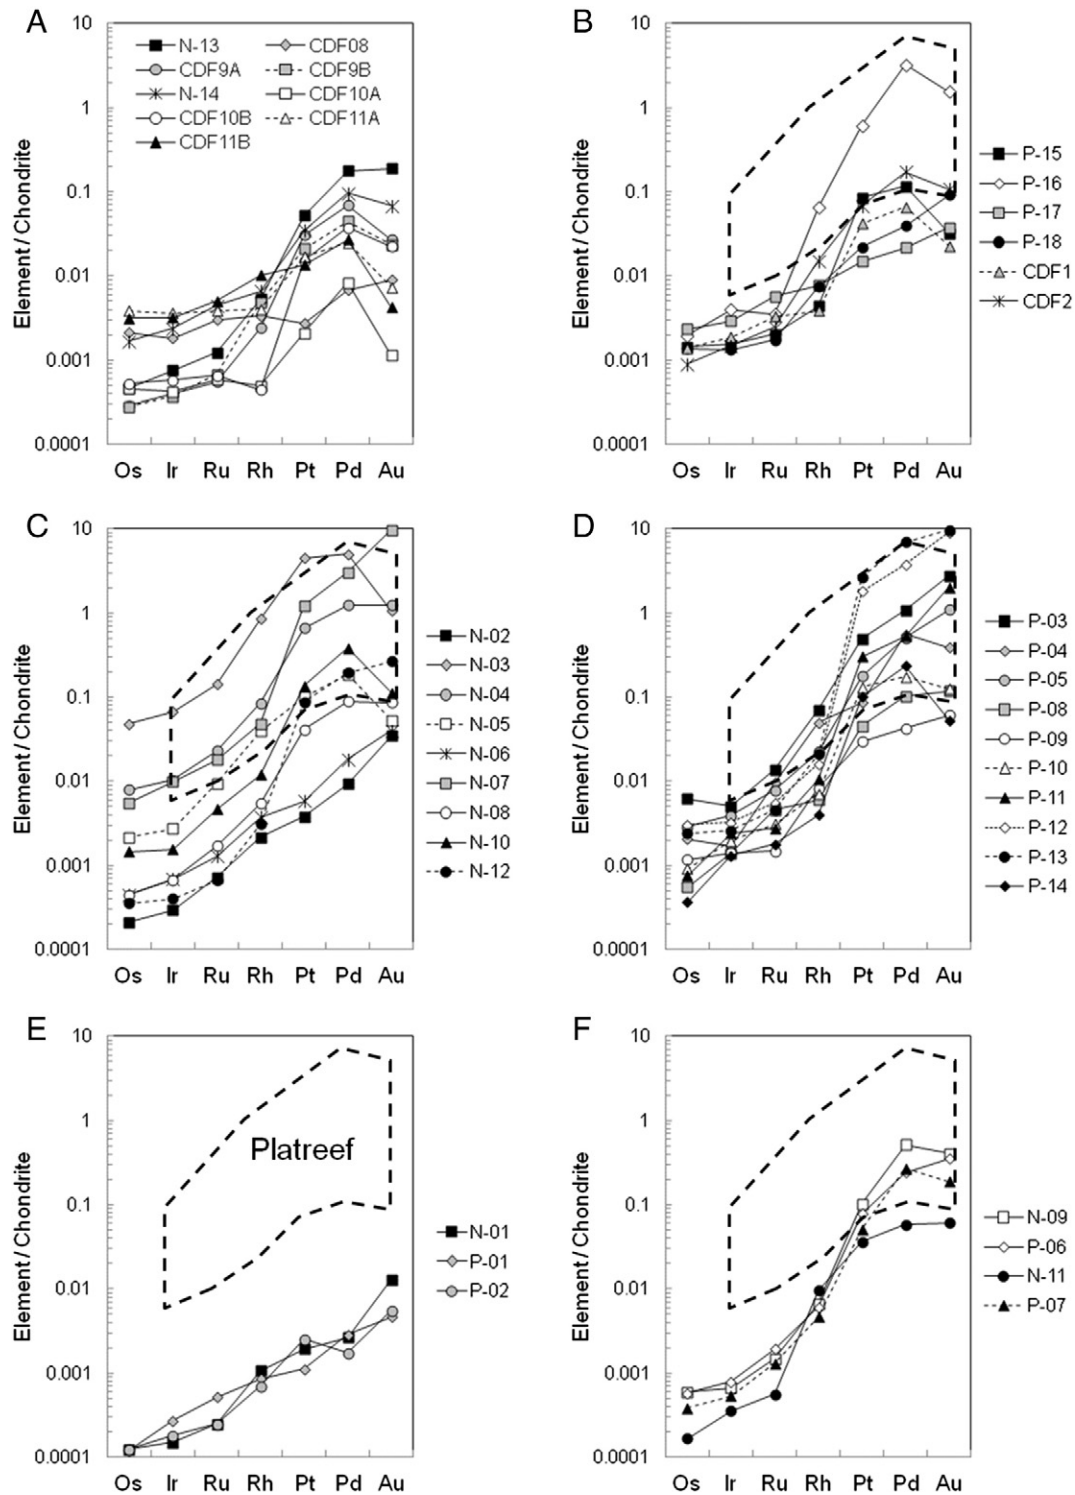 A
Element / Chondrite
10
1
0.1
0.01
0.001
0.0001
N-13
CDF08
CDF9A
CDF9B
N-14
CDF10A
CDF10B
CDF11A
CDF11B
Os Ir Ru Rh Pt Pd Au
B
Element / Chondrite
10
1
0.1
0.01
0.001
0.0001
P-15
P-16
P-17
P-18
CDF1
CDF2
Os Ir Ru Rh Pt Pd Au
C
Element / Chondrite
10
1
0.1
0.01
0.001
0.0001
N-02
N-03
N-04
N-05
N-06
N-07
N-08
N-10
N-12
Os Ir Ru Rh Pt Pd Au
D
Element / Chondrite
10
1
0.1
0.01
0.001
0.0001
P-03
P-04
P-05
P-08
P-09
P-10
P-11
P-12
P-13
P-14
Os Ir Ru Rh Pt Pd Au
E
Element / Chondrite
10
1
0.1
0.01
0.001
0.0001
Platreef
N-01
P-01
P-02
Os Ir Ru Rh Pt Pd Au
F
Element / Chondrite
10
1
0.1
0.01
0.001
0.0001
N-09
P-06
N-11
P-07
Os Ir Ru Rh Pt Pd Au